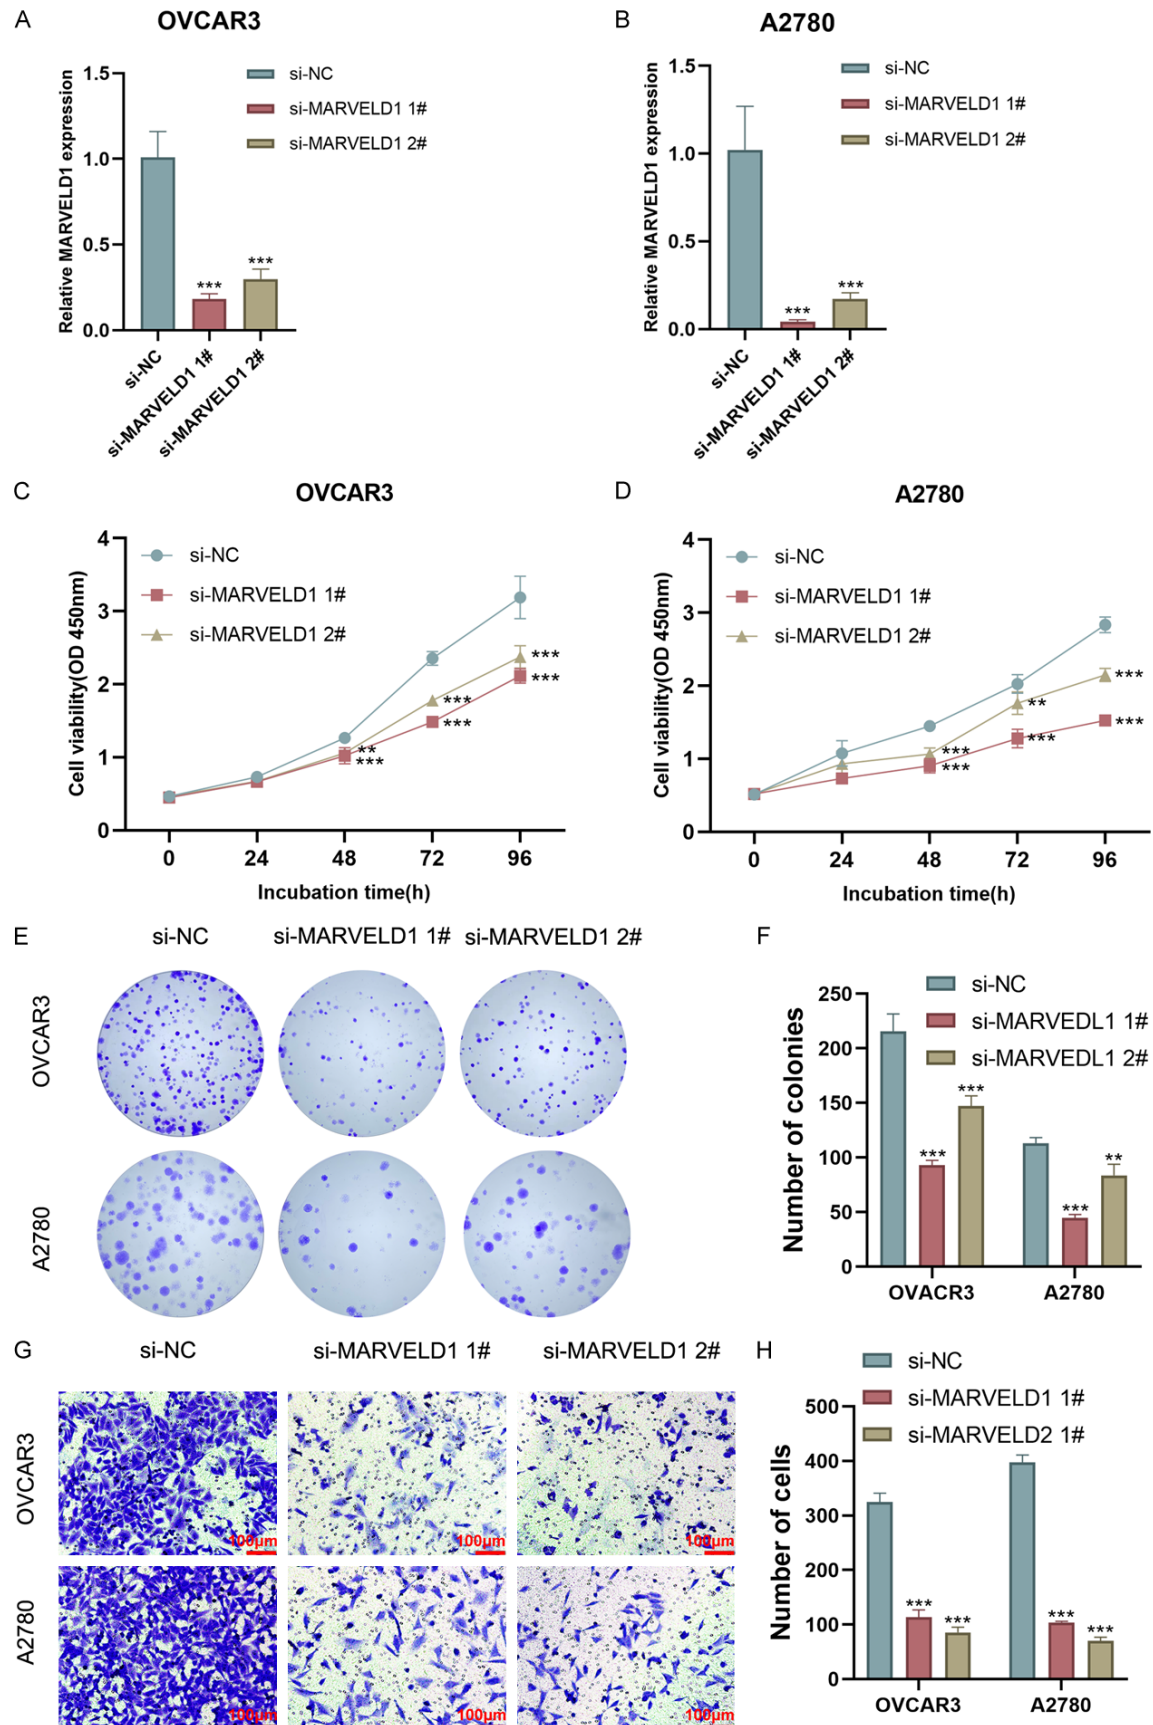 A
OVCAR3
si-NC
si-MARVELD1 1#
si-MARVELD1 2#
Relative MARVELD1 expression
1.5
1.0
0.5
0.0
***
***
si-NC
si-MARVELD1 1#
si-MARVELD1 2#
B
A2780
si-NC
si-MARVELD1 1#
si-MARVELD1 2#
Relative MARVELD1 expression
1.5
1.0
0.5
0.0
***
***
si-NC
si-MARVELD1 1#
si-MARVELD1 2#
C
OVCAR3
si-NC
si-MARVELD1 1#
si-MARVELD1 2#
Cell viability(OD 450nm)
4
3
2
1
0
**
***
***
***
***
***
0 24 48 72 96
Incubation time(h)
D
A2780
si-NC
si-MARVELD1 1#
si-MARVELD1 2#
Cell viability(OD 450nm)
4
3
2
1
0
***
***
**
***
***
***
0 24 48 72 96
Incubation time(h)
E
si-NC si-MARVELD1 1# si-MARVELD1 2#
OVCAR3
A2780
F
si-NC
si-MARVEDL1 1#
si-MARVEDL1 2#
Number of colonies
250
200
150
100
50
0
***
***
***
**
OVACR3 A2780
G
si-NC si-MARVELD1 1# si-MARVELD1 2#
OVCAR3
100μm 100μm 100μm
A2780
100μm 100μm 100μm
H
si-NC
si-MARVELD1 1#
si-MARVELD2 1#
Number of cells
500
400
300
200
100
0
***
***
***
***
OVCAR3 A2780